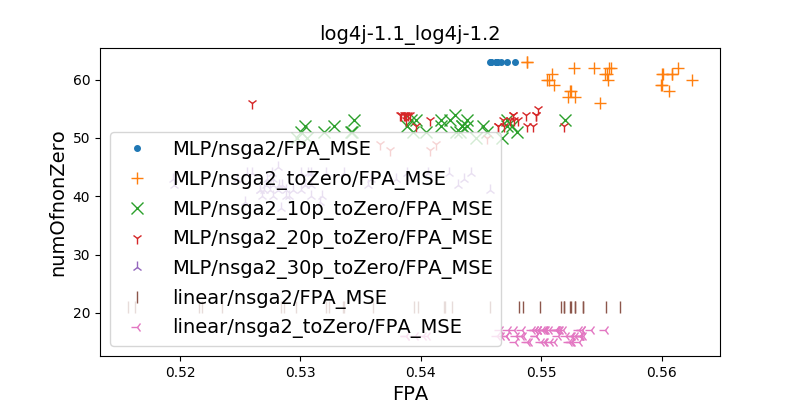 log4j-1.1_log4j-1.2
numOfnonZero
60
50
40
30
20
MLP/nsga2/FPA_MSE
MLP/nsga2_toZero/FPA_MSE
MLP/nsga2_10p_toZero/FPA_MSE
MLP/nsga2_20p_toZero/FPA_MSE
MLP/nsga2_30p_toZero/FPA_MSE
linear/nsga2/FPA_MSE
linear/nsga2_toZero/FPA_MSE
0.52 0.53 0.54 0.55 0.56
FPA